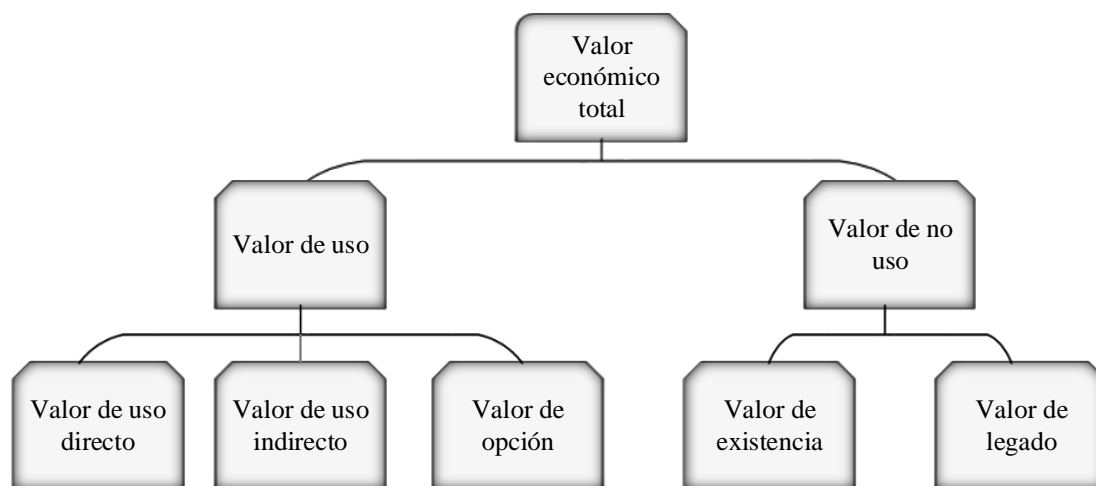 Valor
económico
total
Valor de uso
Valor de no
uso
Valor de uso
directo
Valor de uso
indirecto
Valor de
opción
Valor de
existencia
Valor de
legado